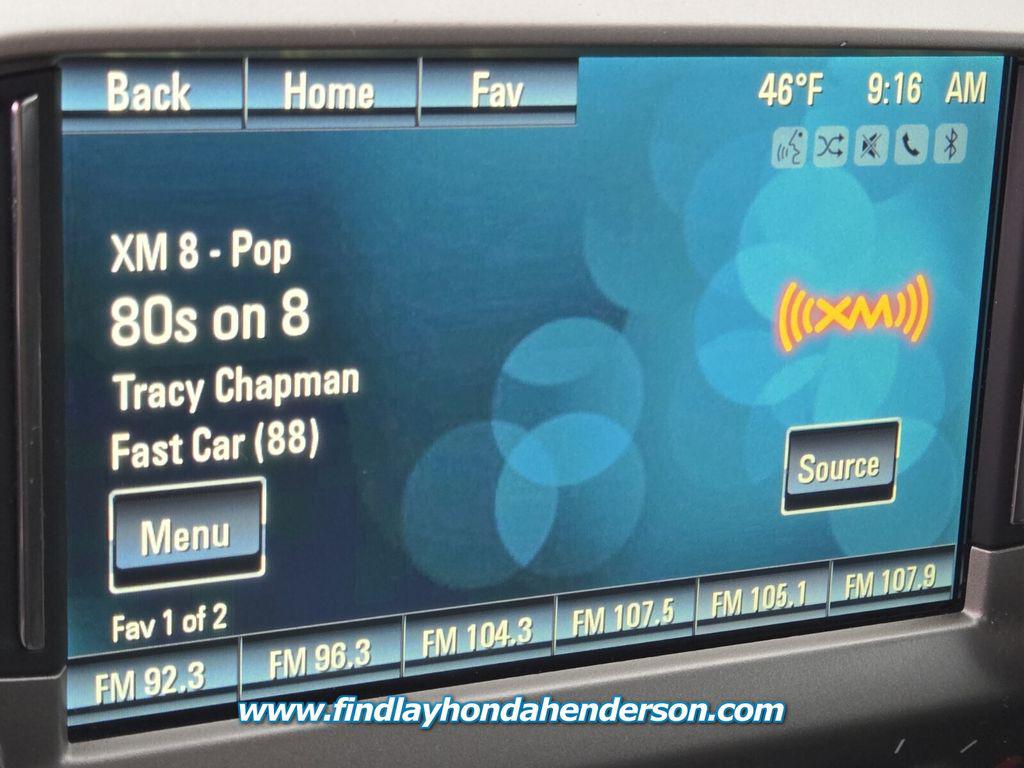 Back Home Fav 46°F 9:16 AM
XM 8 - Pop
80s on 8
Tracy Chapman
Fast Car (88)
XM
Source
Menu
Fav 1 of 2
FM 92.3 FM 96.3 FM 104.3 FM 107.5 FM 105.1 FM 107.9
www.findlayhondahenderson.com